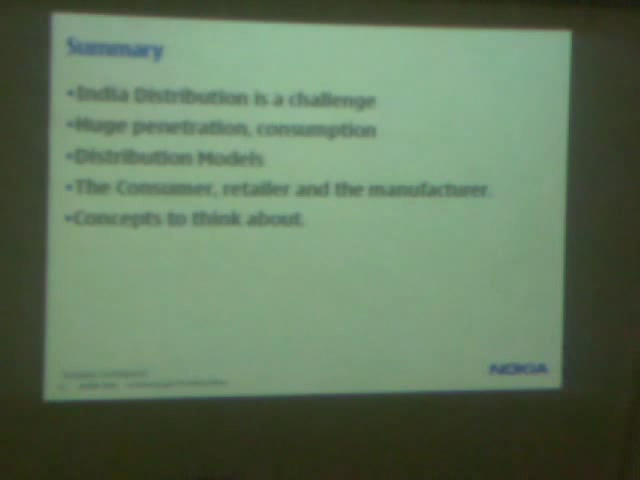 Summary
•India Distribution is a challenge
•Huge penetration, consumption
•Distribution Models
•The Consumer, retailer and the manufacturer.
•Concepts to think about.
NOKIA